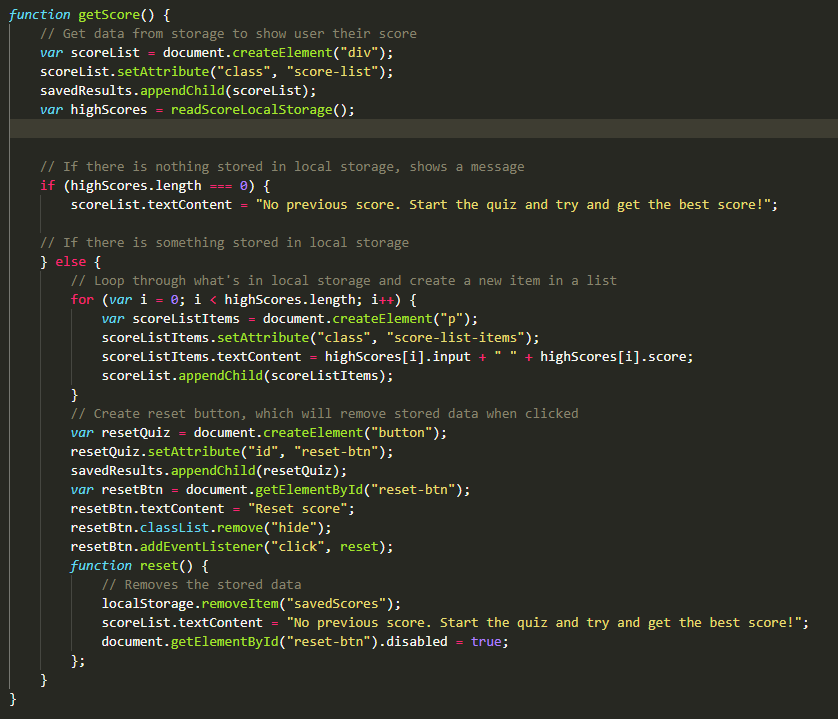 function getScore() {
    // Get data from storage to show user their score
    var scoreList = document.createElement("div");
    scoreList.setAttribute("class", "score-list");
    savedResults.appendChild(scoreList);
    var highScores = readScoreLocalStorage();
    // If there is nothing stored in local storage, shows a message
    if (highScores.length === 0) {
        scoreList.textContent = "No previous score. Start the quiz and try and get the best score!";
    // If there is something stored in local storage
    } else {
        // Loop through what's in local storage and create a new item in a list
        for (var i = 0; i < highScores.length; i++) {
            var scoreListItems = document.createElement("p");
            scoreListItems.setAttribute("class", "score-list-items");
            scoreListItems.textContent = highScores[i].input + " " + highScores[i].score;
            scoreList.appendChild(scoreListItems);
        }
        // Create reset button, which will remove stored data when clicked
        var resetQuiz = document.createElement("button");
        resetQuiz.setAttribute("id", "reset-btn");
        savedResults.appendChild(resetQuiz);
        var resetBtn = document.getElementById("reset-btn");
        resetBtn.textContent = "Reset score";
        resetBtn.classList.remove("hide");
        resetBtn.addEventListener("click", reset);
        function reset() {
            // Removes the stored data
            localStorage.removeItem("savedScores");
            scoreList.textContent = "No previous score. Start the quiz and try and get the best score!";
            document.getElementById("reset-btn").disabled = true;
        };
    }
}